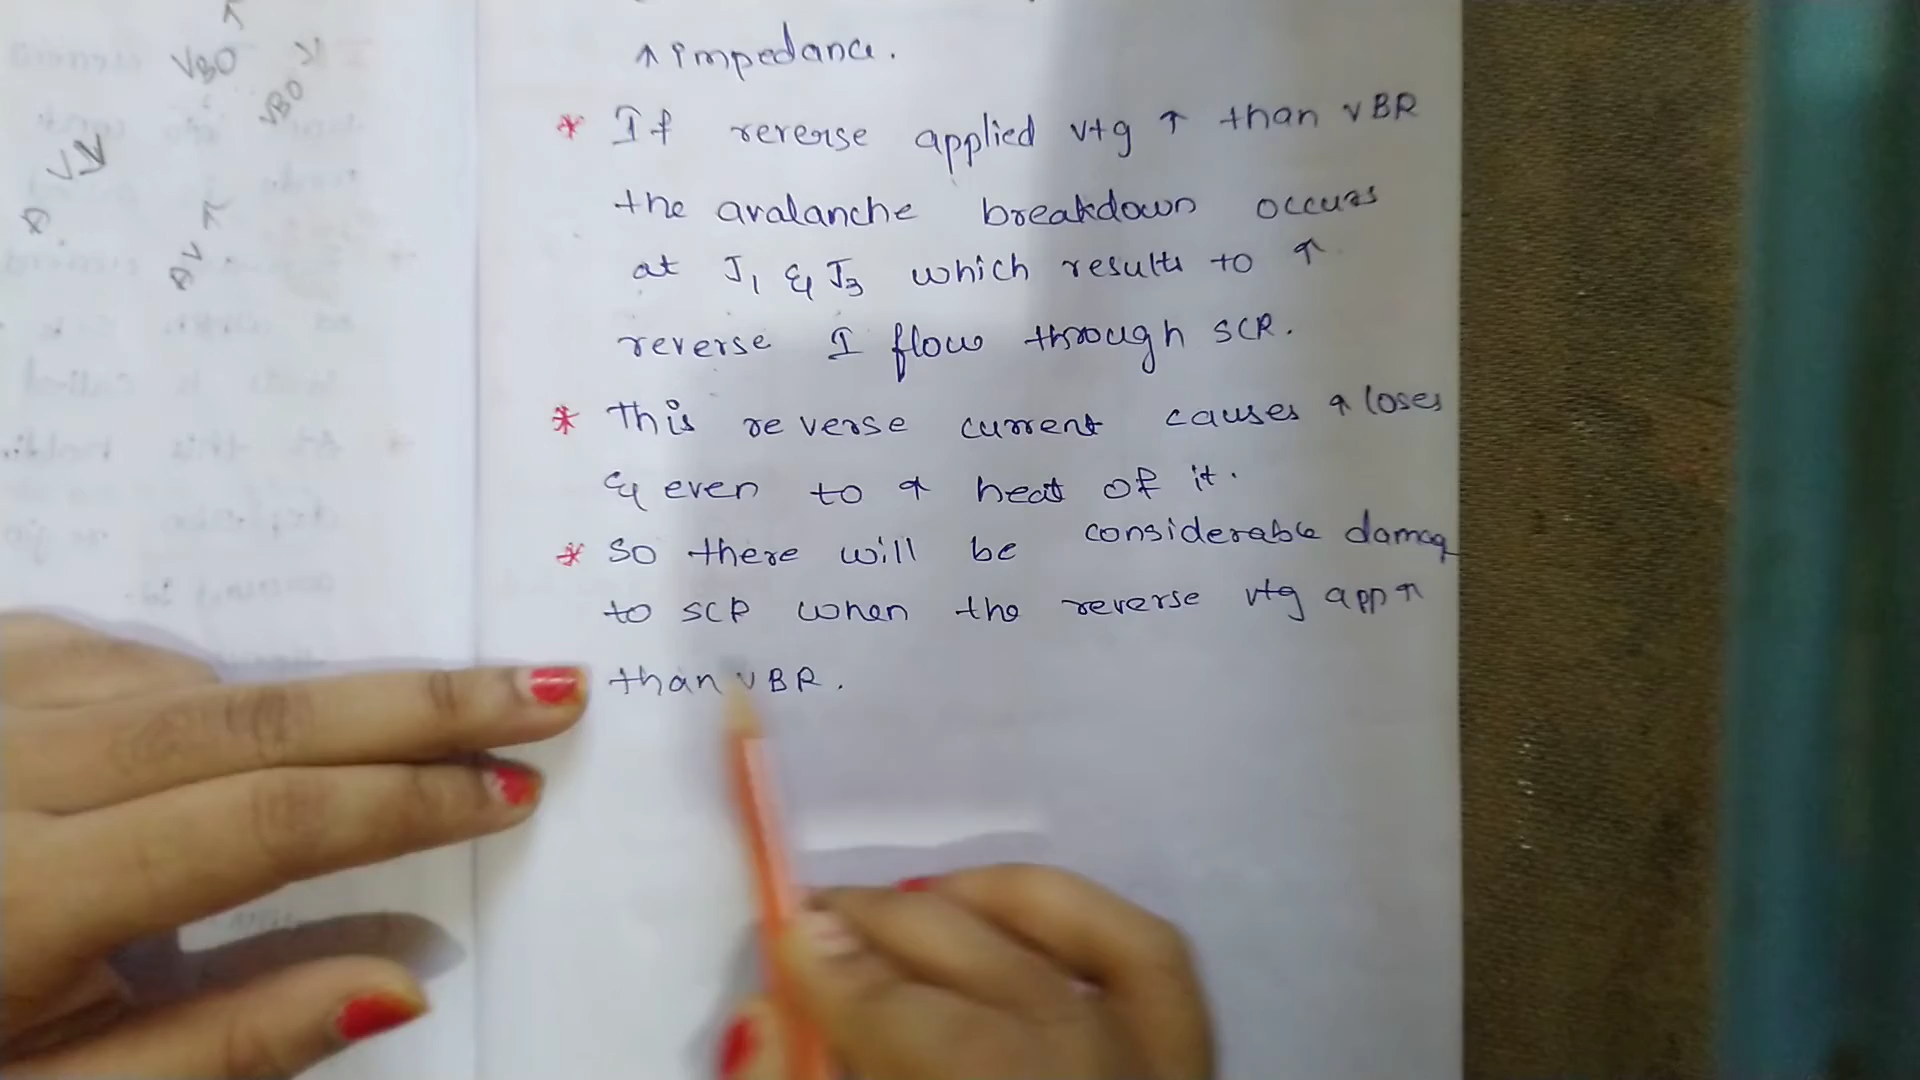 ↑ impedance.
* If reverse applied vtg ↑ than VBR
the avalanche breakdown occurs
at J1 & J3 which results to ↑
reverse I flow through SCR.
* This reverse current causes ↑ loses
& even to ↑ heat of it.
* So there will be considerable damag
to SCR when the reverse vtg app ↑
than VBR.
VBO ↑
VBO